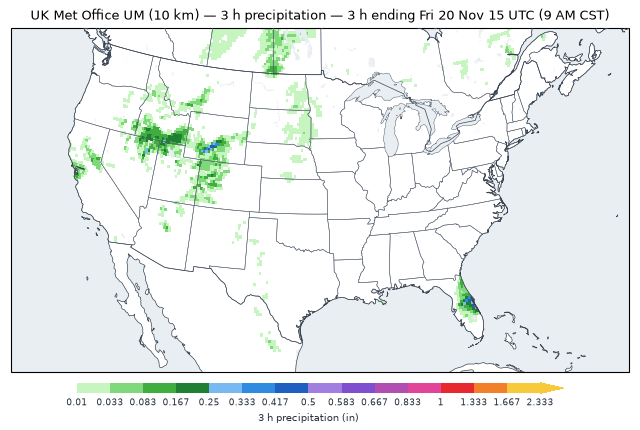 UK Met Office UM (10 km) — 3 h precipitation — 3 h ending Fri 20 Nov 15 UTC (9 AM CST)
0.01 0.033 0.083 0.167 0.25 0.333 0.417 0.5 0.583 0.667 0.833 1 1.333 1.667 2.333
3 h precipitation (in)